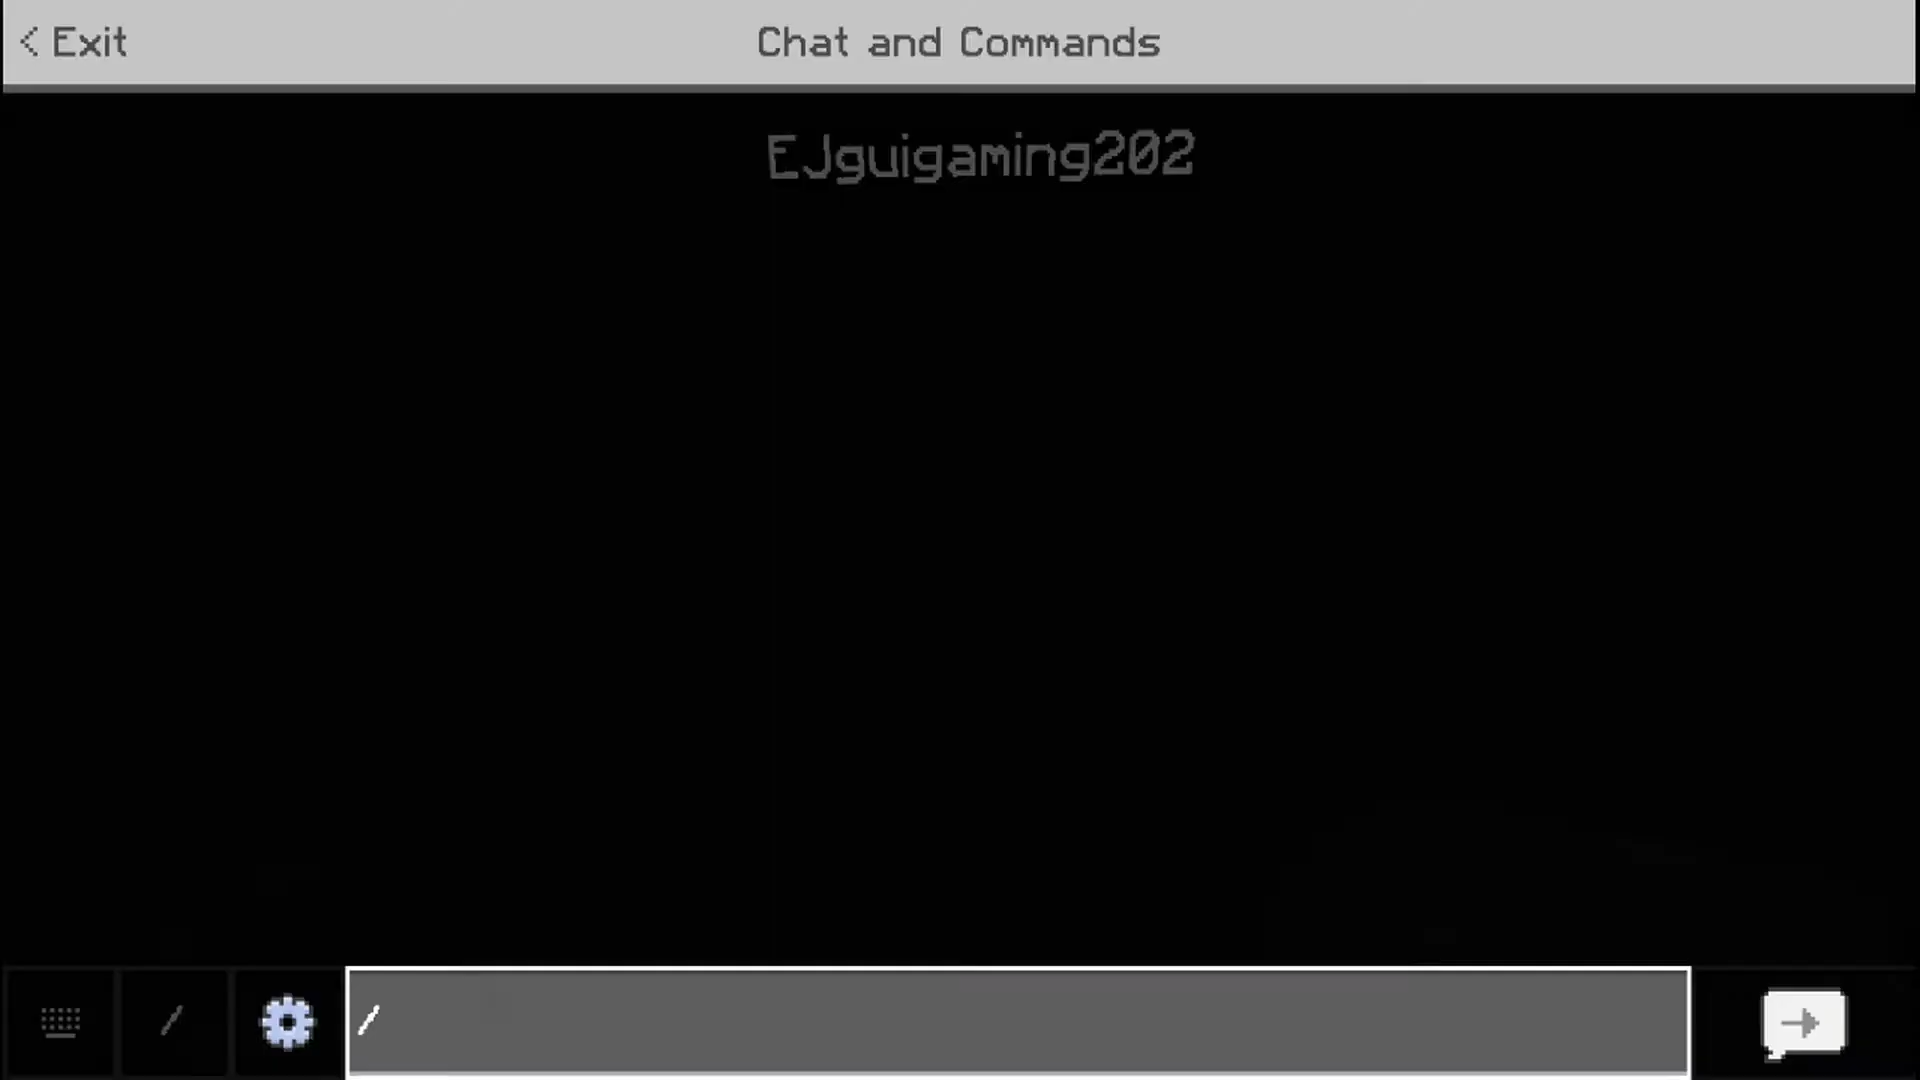 < Exit
Chat and Commands
EJguigaming202
/
/